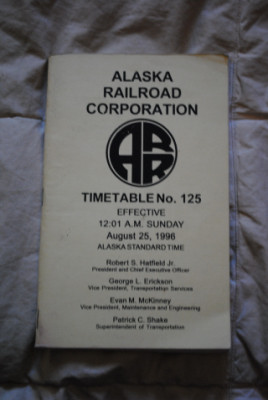 ALASKA
RAILROAD
CORPORATION
ARR
TIMETABLE No. 125
EFFECTIVE
12:01 A.M. SUNDAY
August 25, 1996
ALASKA STANDARD TIME
Robert S. Hatfield Jr.
President and Chief Executive Officer
George L. Erickson
Vice President, Transportation Services
Evan M. McKinney
Vice President, Maintenance and Engineering
Patrick C. Shake
Superintendent of Transportation